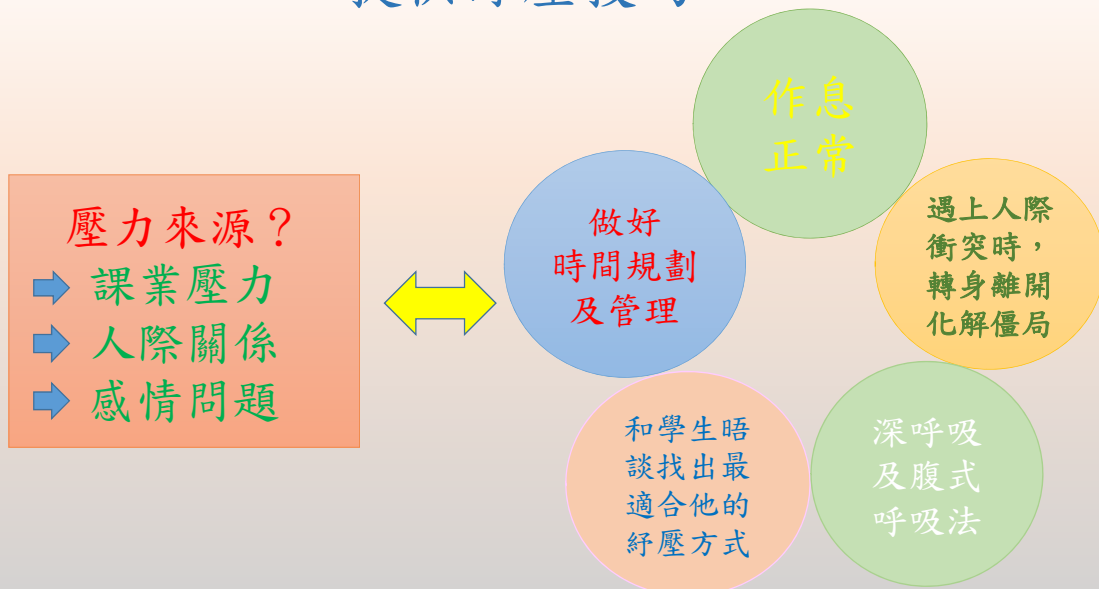 壓力來源？
課業壓力
人際關係
感情問題
作息
正常
做好
時間規劃
及管理
遇上人際
衝突時，
轉身離開
化解僵局
和學生晤
談找出最
適合他的
紓壓方式
深呼吸
及腹式
呼吸法